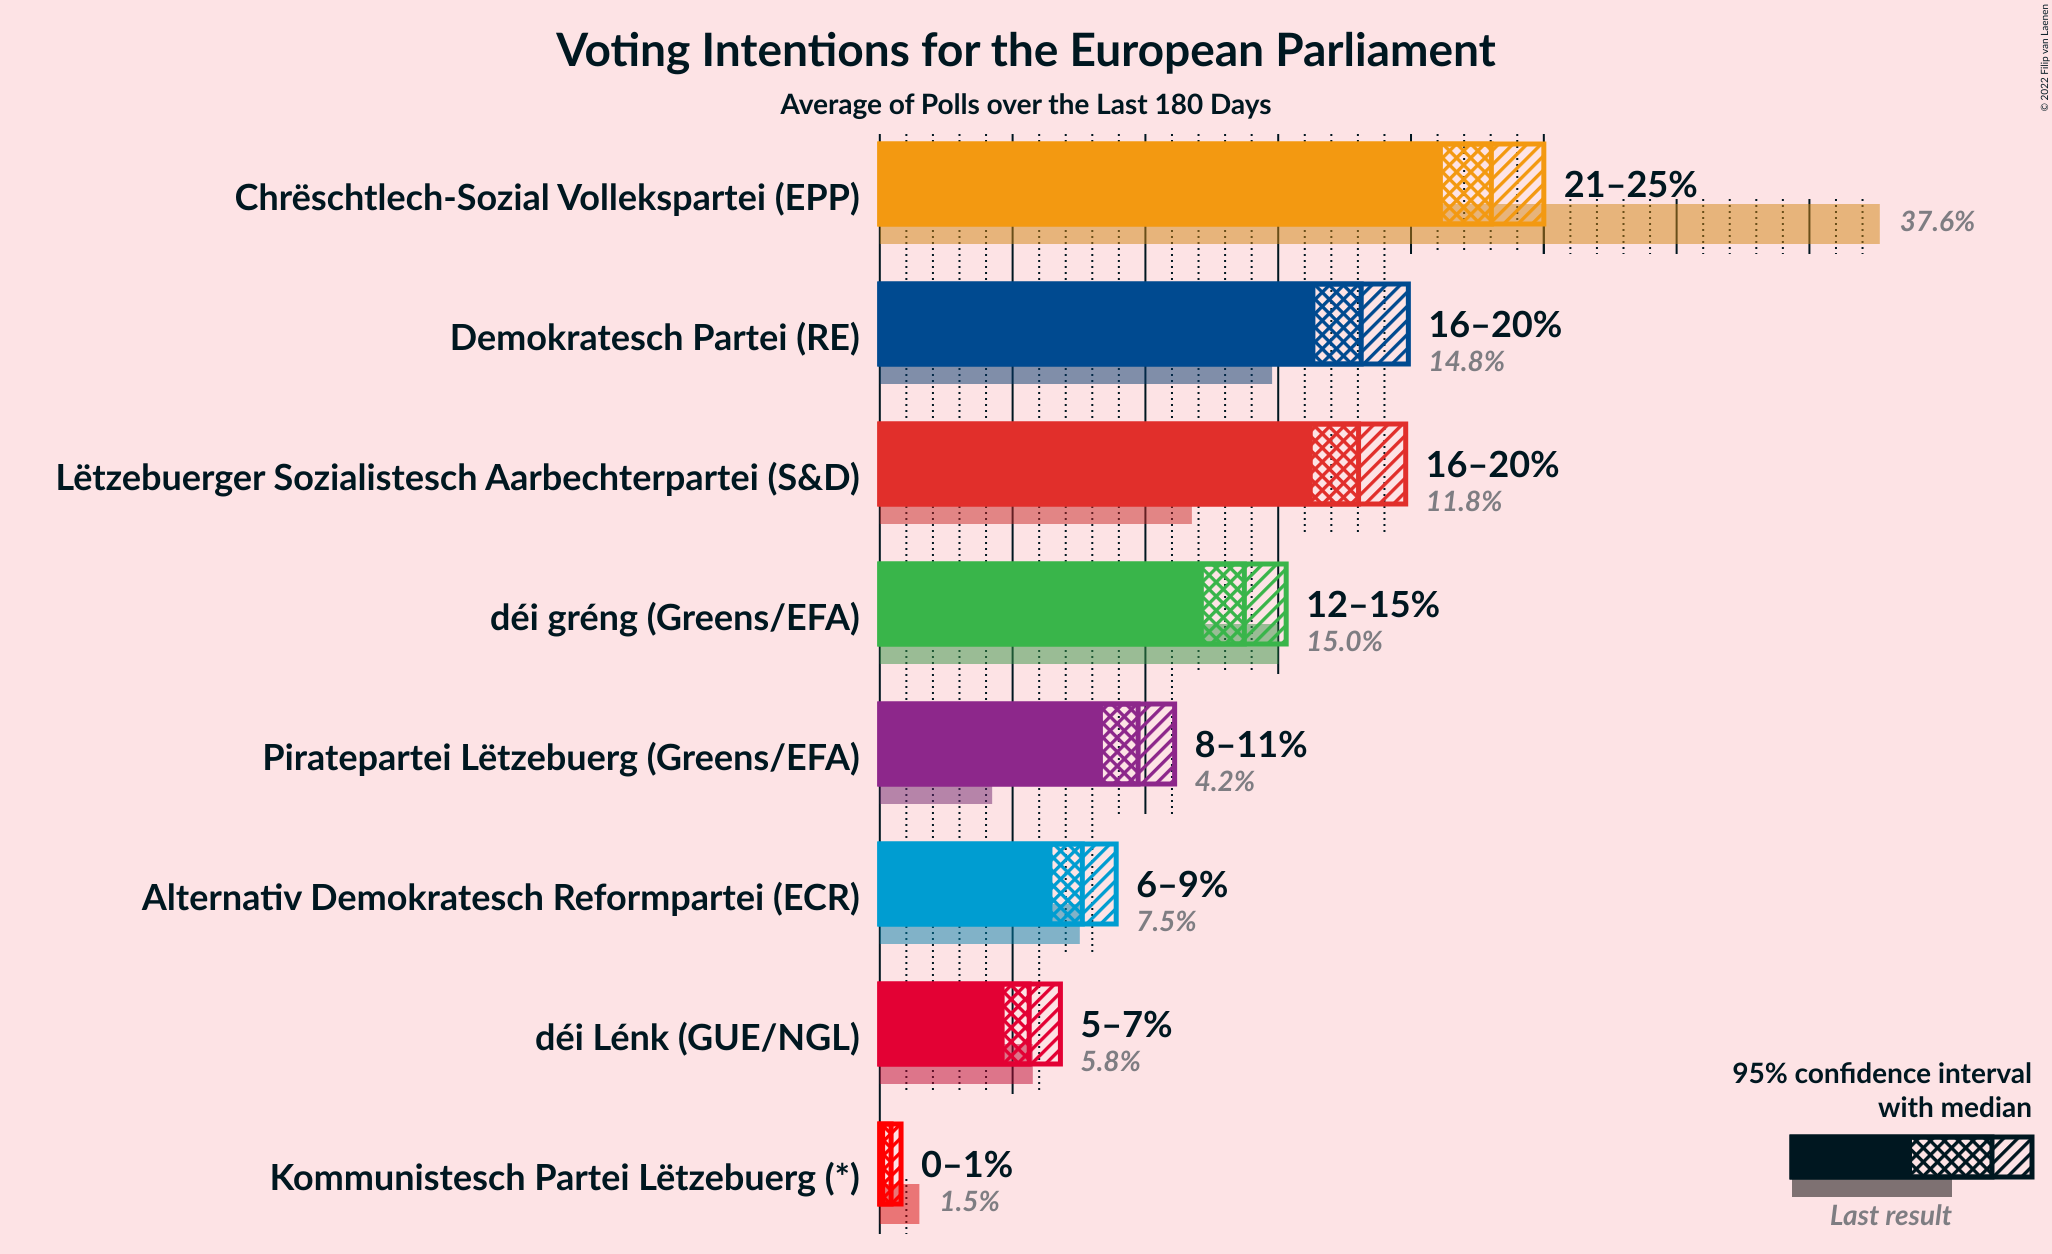 Voting Intentions for the European Parliament
Average of Polls over the Last 180 Days
© 2022 Filip van Laenen
Chrëschtlech-Sozial Vollekspartei (EPP)
21–25%
37.6%
Demokratesch Partei (RE)
16–20%
14.8%
Lëtzebuerger Sozialistesch Aarbechterpartei (S&D)
16–20%
11.8%
déi gréng (Greens/EFA)
12–15%
15.0%
Piratepartei Lëtzebuerg (Greens/EFA)
8–11%
4.2%
Alternativ Demokratesch Reformpartei (ECR)
6–9%
7.5%
déi Lénk (GUE/NGL)
5–7%
5.8%
Kommunistesch Partei Lëtzebuerg (*)
0–1%
1.5%
95% confidence interval
with median
Last result